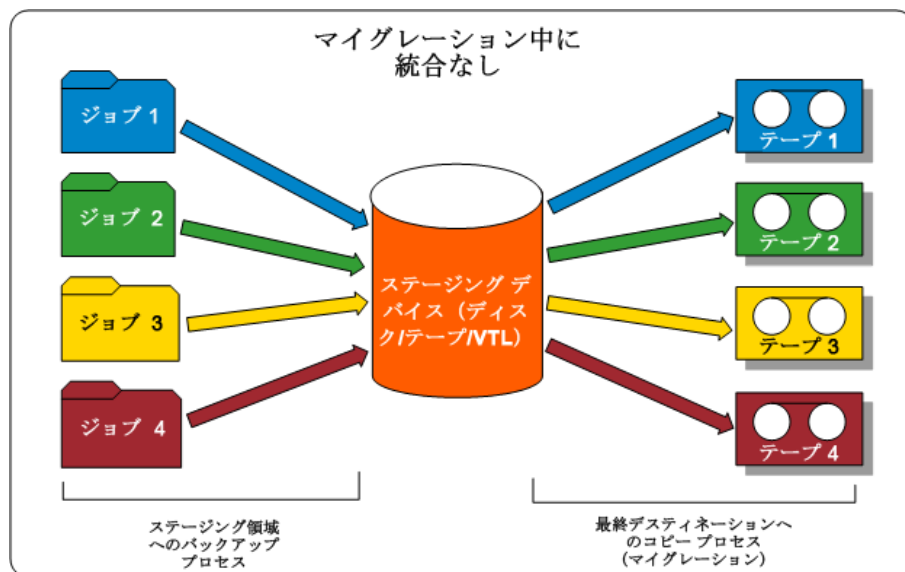 マイグレーション中に
統合なし
ジョブ 1
ジョブ 2
ジョブ 3
ジョブ 4
ステージング デ
バイス（ディス
ク/テープ/VTL）
テープ 1
テープ 2
テープ 3
テープ 4
ステージング領域
へのバックアップ
プロセス
最終デスティネーションへ
のコピー プロセス
（マイグレーション）